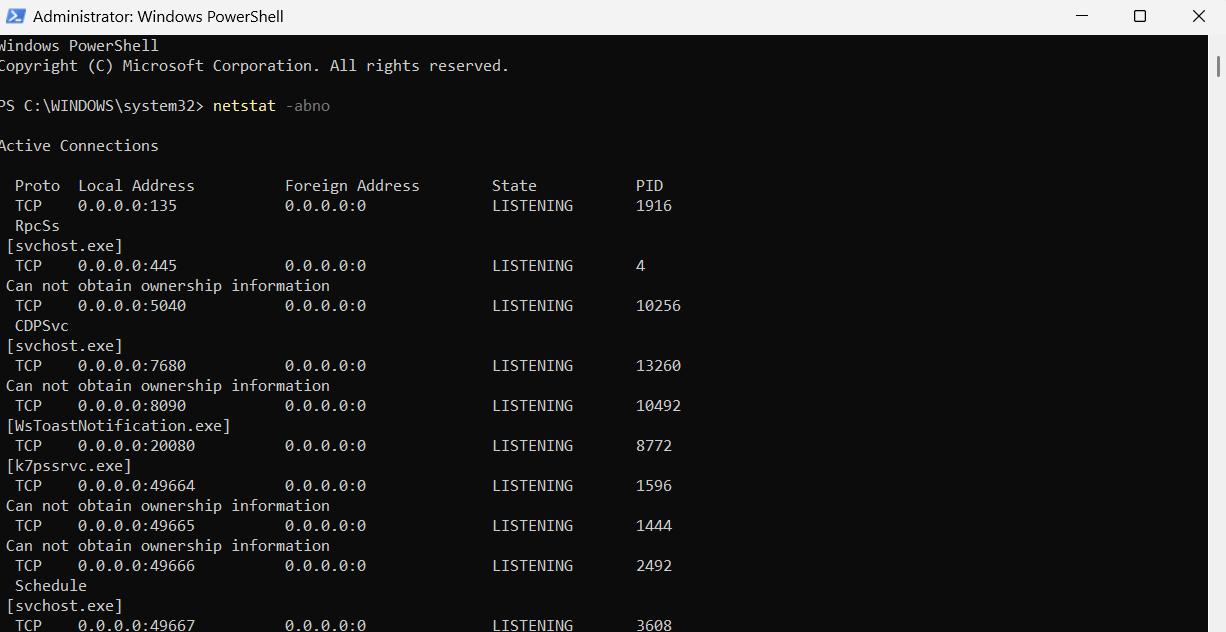 Administrator: Windows PowerShell
Windows PowerShell
Copyright (C) Microsoft Corporation. All rights reserved.
PS C:\WINDOWS\system32> netstat -abno
Active Connections
Proto Local Address Foreign Address State PID
TCP 0.0.0.0:135 0.0.0.0:0 LISTENING 1916
RpcSs
[svchost.exe]
TCP 0.0.0.0:445 0.0.0.0:0 LISTENING 4
Can not obtain ownership information
TCP 0.0.0.0:5040 0.0.0.0:0 LISTENING 10256
CDPSvc
[svchost.exe]
TCP 0.0.0.0:7680 0.0.0.0:0 LISTENING 13260
Can not obtain ownership information
TCP 0.0.0.0:8090 0.0.0.0:0 LISTENING 10492
[WsToastNotification.exe]
TCP 0.0.0.0:20080 0.0.0.0:0 LISTENING 8772
[k7pssrvc.exe]
TCP 0.0.0.0:49664 0.0.0.0:0 LISTENING 1596
Can not obtain ownership information
TCP 0.0.0.0:49665 0.0.0.0:0 LISTENING 1444
Can not obtain ownership information
TCP 0.0.0.0:49666 0.0.0.0:0 LISTENING 2492
Schedule
[svchost.exe]
TCP 0.0.0.0:49667 0.0.0.0:0 LISTENING 3608